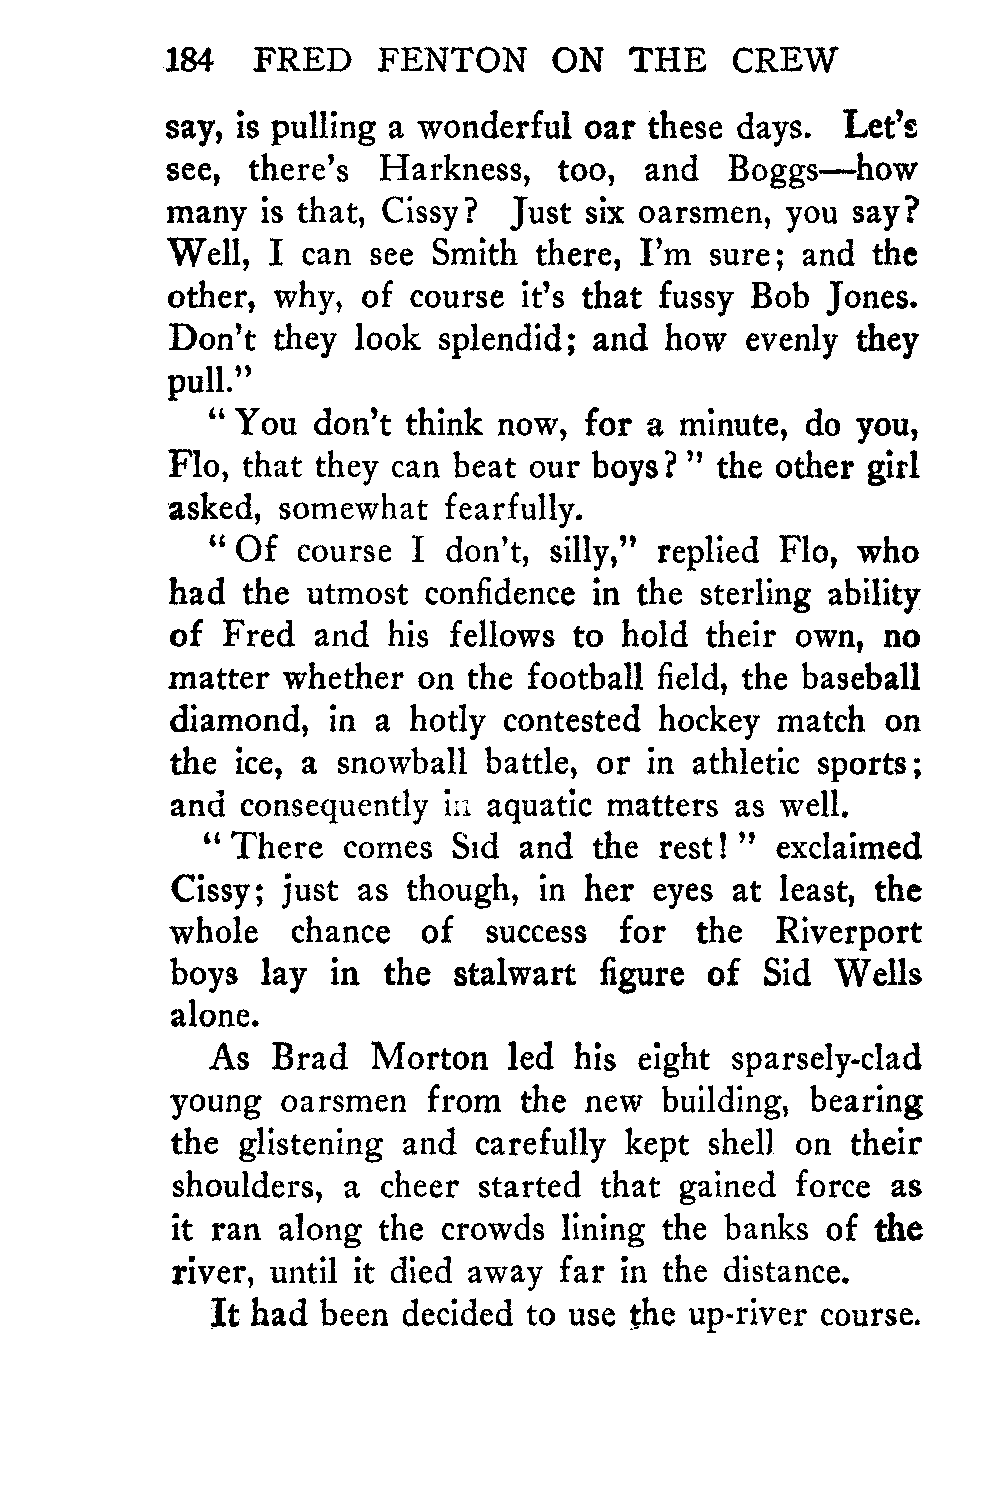 184 FRED FENTON ON THE CREW
say, is pulling a wonderful oar these days. Let's
see, there's Harkness, too, and Boggs—how
many is that, Cissy? Just six oarsmen, you say?
Well, I can see Smith there, I'm sure; and the
other, why, of course it's that fussy Bob Jones.
Don't they look splendid; and how evenly they
pull."
"You don't think now, for a minute, do you,
Flo, that they can beat our boys?" the other girl
asked, somewhat fearfully.
"Of course I don't, silly," replied Flo, who
had the utmost confidence in the sterling ability
of Fred and his fellows to hold their own, no
matter whether on the football field, the baseball
diamond, in a hotly contested hockey match on
the ice, a snowball battle, or in athletic sports;
and consequently in aquatic matters as well.
"There comes Sid and the rest!" exclaimed
Cissy; just as though, in her eyes at least, the
whole chance of success for the Riverport
boys lay in the stalwart figure of Sid Wells
alone.
As Brad Morton led his eight sparsely-clad
young oarsmen from the new building, bearing
the glistening and carefully kept shell on their
shoulders, a cheer started that gained force as
it ran along the crowds lining the banks of the
river, until it died away far in the distance.
It had been decided to use the up-river course.